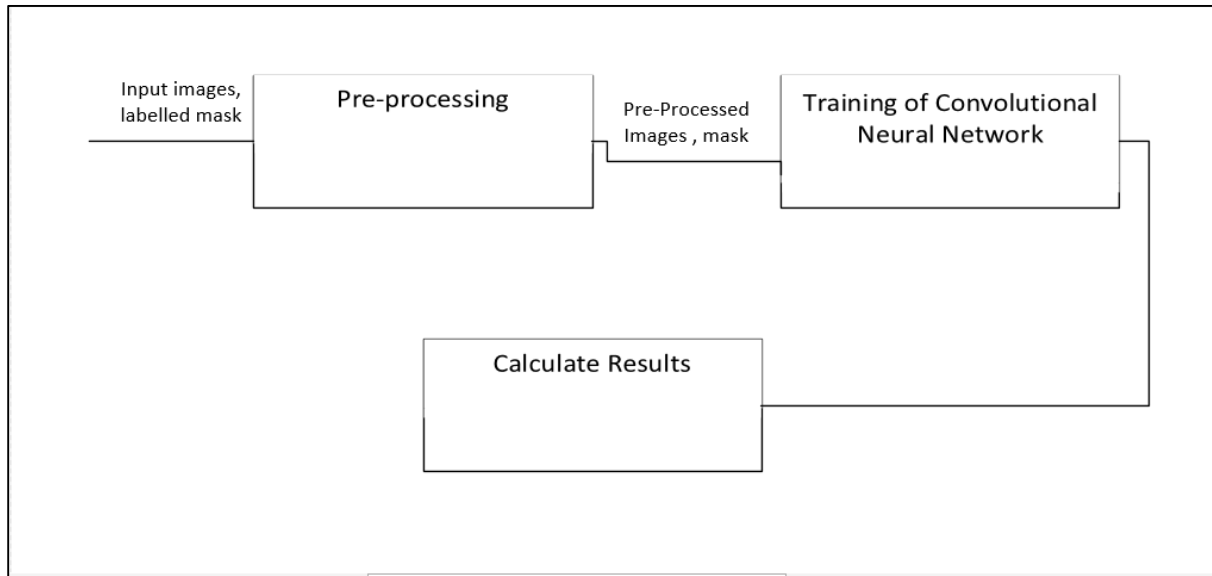 Input images,
labelled mask
Pre-processing
Pre-Processed
Images , mask
Training of Convolutional
Neural Network
Calculate Results